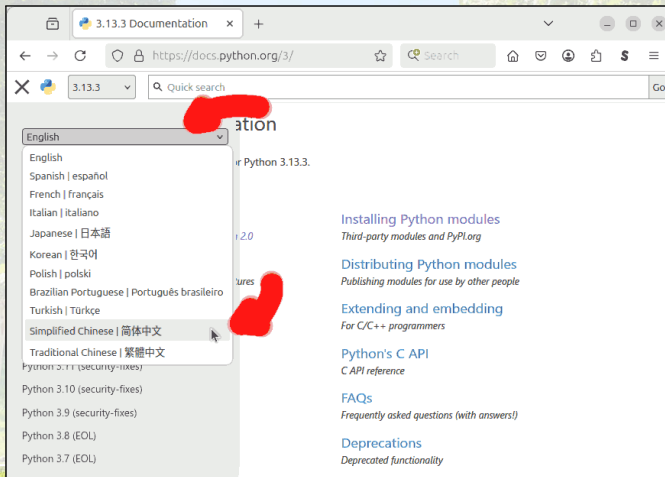 3.13.3 Documentation
https://docs.python.org/3/
Search
3.13.3
Quick search
Go
English
English
Spanish | español
French | français
Italian | italiano
Japanese | 日本語
Korean | 한국어
Polish | polski
Brazilian Portuguese | Português brasileiro
Turkish | Türkçe
Simplified Chinese | 简体中文
Traditional Chinese | 繁體中文
Python 3.11 (security-fixes)
Python 3.10 (security-fixes)
Python 3.9 (security-fixes)
Python 3.8 (EOL)
Python 3.7 (EOL)
Python 3.13.3.
2.0
Installing Python modules
Third-party modules and PyPI.org
Distributing Python modules
Publishing modules for use by other people
Extending and embedding
For C/C++ programmers
Python's C API
C API reference
FAQs
Frequently asked questions (with answers!)
Deprecations
Deprecated functionality